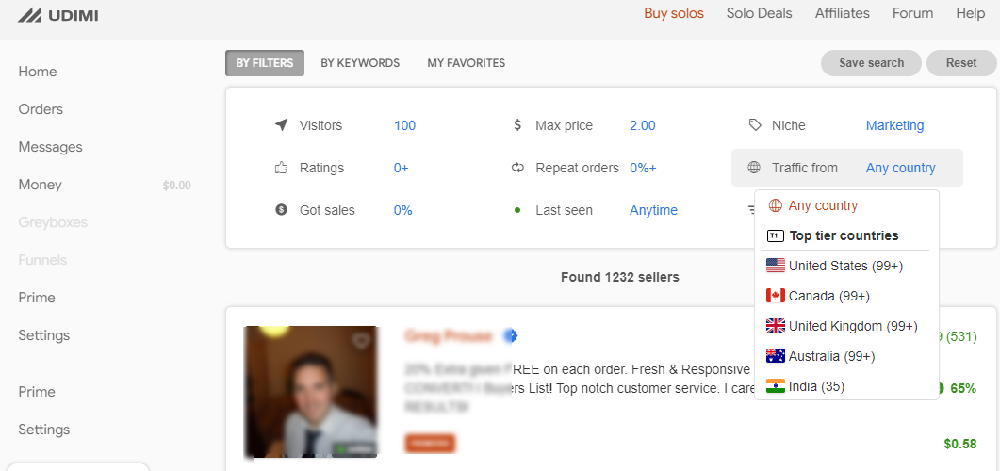 UDIMI
Buy solos Solo Deals Affiliates Forum Help
Home
Orders
Messages
Money $0.00
Greyboxes
Funnels
Prime
Settings
Prime
Settings
BY FILTERS BY KEYWORDS MY FAVORITES Save search Reset
Visitors 100 Max price 2.00 Niche Marketing
Ratings 0+ Repeat orders 0%+ Traffic from Any country
Got sales 0% Last seen Anytime
Any country
T1 Top tier countries
United States (99+)
Canada (99+)
United Kingdom (99+)
Australia (99+)
India (35)
Found 1232 sellers
Greg Prouse
(531)
20% Extra given FREE on each order. Fresh & Responsive
CONVERT! Buyers List! Top notch customer service. I care
RESULTS!
65%
$0.58